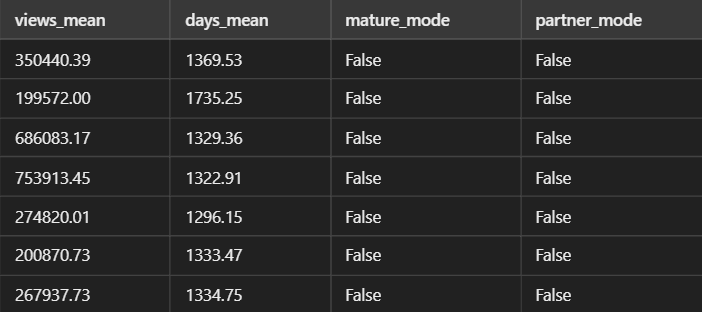 views_mean days_mean mature_mode partner_mode
350440.39 1369.53 False False
199572.00 1735.25 False False
686083.17 1329.36 False False
753913.45 1322.91 False False
274820.01 1296.15 False False
200870.73 1333.47 False False
267937.73 1334.75 False False